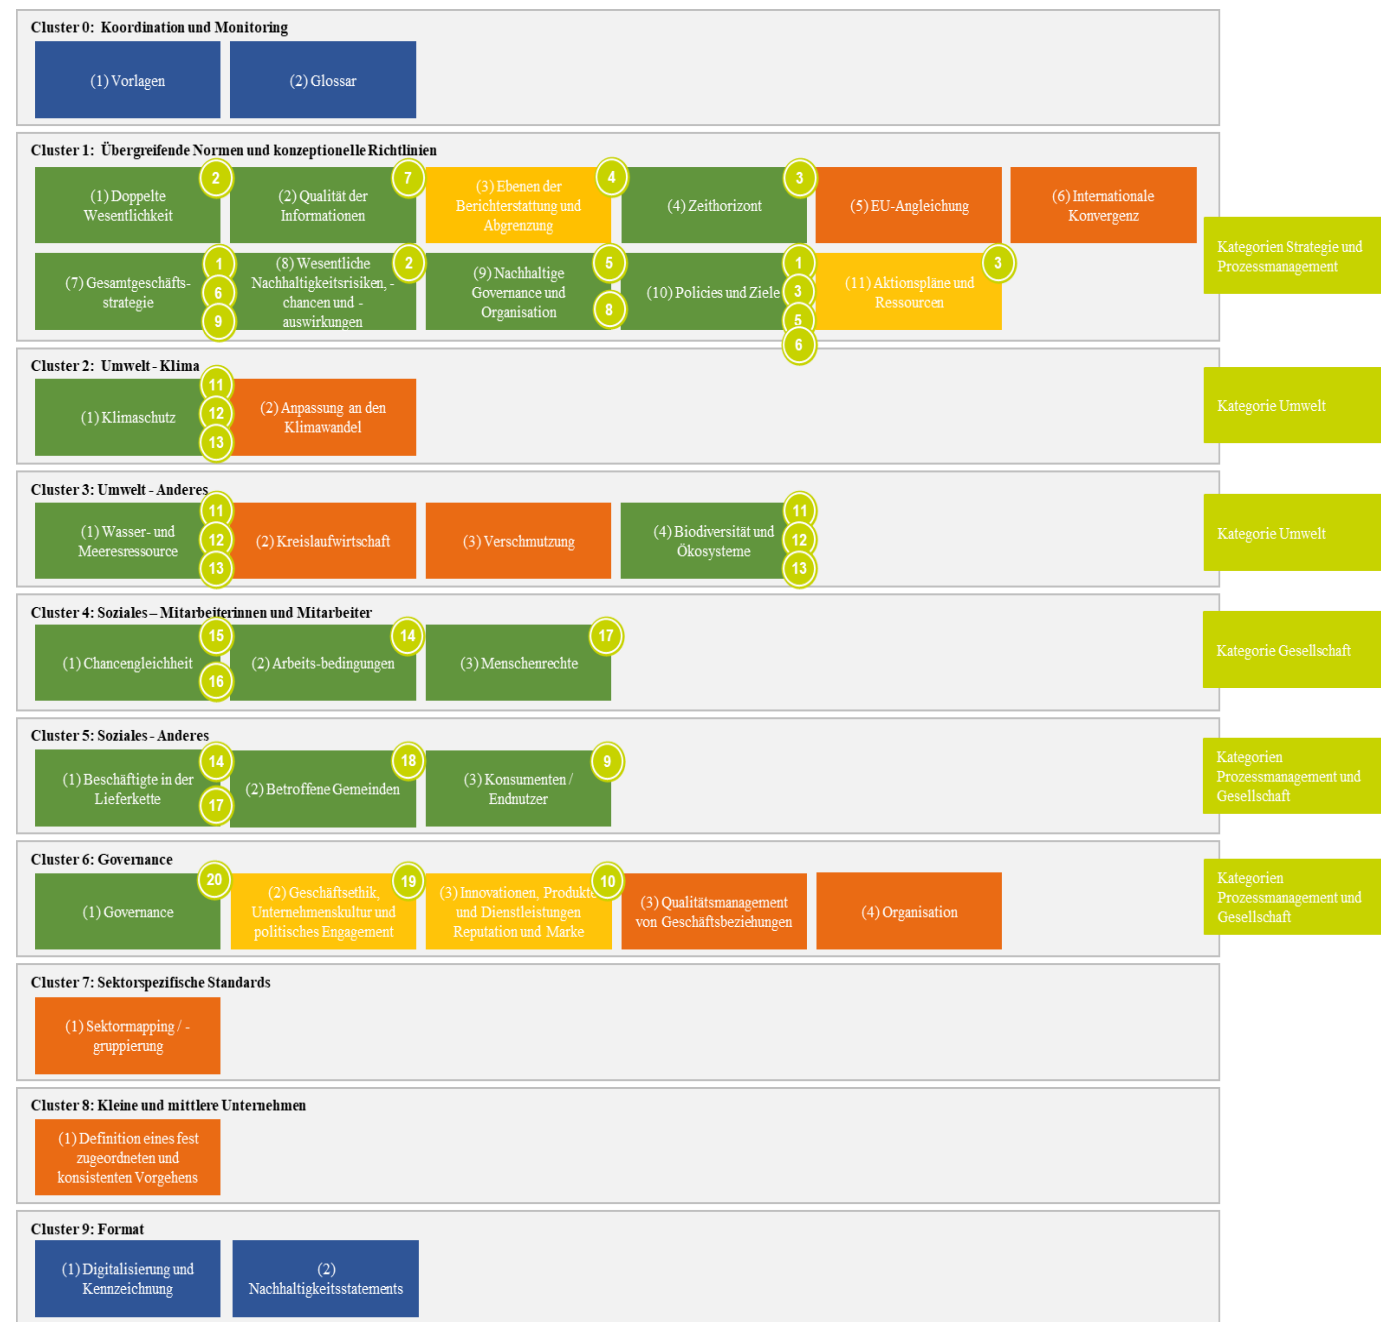 Cluster 0: Koordination und Monitoring
(1) Vorlagen
(2) Glossar
Cluster 1: Übergreifende Normen und konzeptionelle Richtlinien
(1) Doppelte
Wesentlichkeit
2
(2) Qualität der
Informationen
7
(3) Ebenen der
Berichterstattung und
Abgrenzung
4
(4) Zeithorizont
3
(5) EU-Angleichung
(6) Internationale
Konvergenz
(7) Gesamtgeschäfts-
strategie
1
6
9
(8) Wesentliche
Nachhaltigkeitsrisiken, -
chancen und -
auswirkungen
2
(9) Nachhaltige
Governance und
Organisation
5
8
(10) Policies und Ziele
1
3
5
6
(11) Aktionspläne und
Ressourcen
3
Kategorien Strategie und
Prozessmanagement
Cluster 2: Umwelt - Klima
(1) Klimaschutz
11
12
13
(2) Anpassung an den
Klimawandel
Kategorie Umwelt
Cluster 3: Umwelt - Anderes
(1) Wasser- und
Meeresressource
11
12
13
(2) Kreislaufwirtschaft
(3) Verschmutzung
(4) Biodiversität und
Ökosysteme
11
12
13
Kategorie Umwelt
Cluster 4: Soziales – Mitarbeiterinnen und Mitarbeiter
(1) Chancengleichheit
15
16
(2) Arbeits-bedingungen
14
(3) Menschenrechte
17
Kategorie Gesellschaft
Cluster 5: Soziales - Anderes
(1) Beschäftigte in der
Lieferkette
14
17
(2) Betroffene Gemeinden
18
(3) Konsumenten /
Endnutzer
9
Kategorien
Prozessmanagement und
Gesellschaft
Cluster 6: Governance
(1) Governance
20
(2) Geschäftsethik,
Unternehmenskultur und
politisches Engagement
19
(3) Innovationen, Produkte
und Dienstleistungen
Reputation und Marke
10
(3) Qualitätsmanagement
von Geschäftsbeziehungen
(4) Organisation
Kategorien
Prozessmanagement und
Gesellschaft
Cluster 7: Sektorspezifische Standards
(1) Sektormapping / -
gruppierung
Cluster 8: Kleine und mittlere Unternehmen
(1) Definition eines fest
zugeordneten und
konsistenten Vorgehens
Cluster 9: Format
(1) Digitalisierung und
Kennzeichnung
(2)
Nachhaltigkeitsstatements